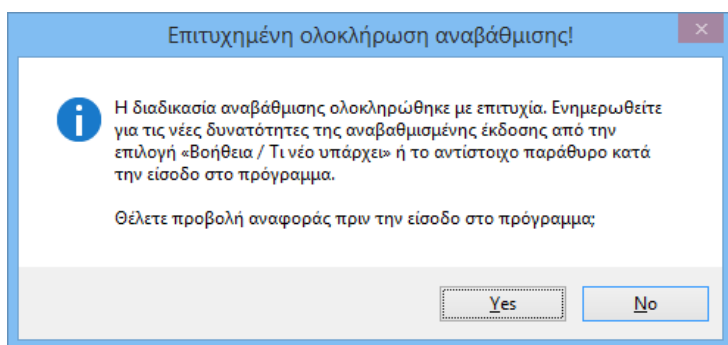 Επιτυχημένη ολοκλήρωση αναβάθμισης!
Η διαδικασία αναβάθμισης ολοκληρώθηκε με επιτυχία. Ενημερωθείτε
για τις νέες δυνατότητες της αναβαθμισμένης έκδοσης από την
επιλογή «Βοήθεια / Τι νέο υπάρχει» ή το αντίστοιχο παράθυρο κατά
την είσοδο στο πρόγραμμα.
Θέλετε προβολή αναφοράς πριν την είσοδο στο πρόγραμμα;
Yes No